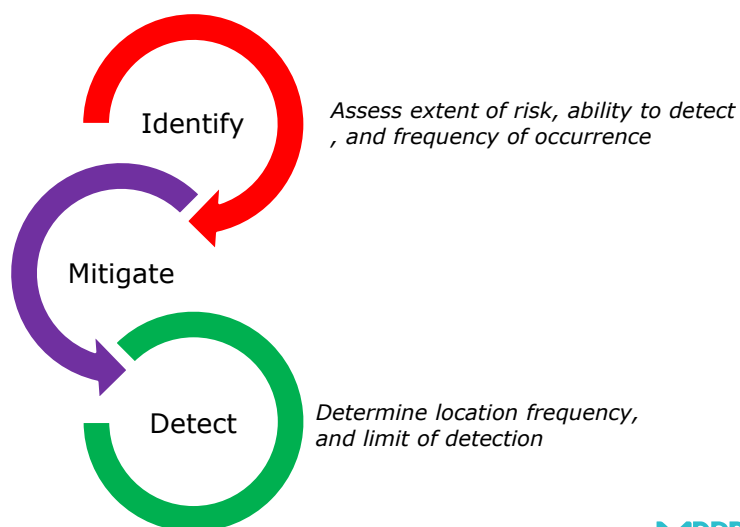 Identify
Assess extent of risk, ability to detect
, and frequency of occurrence
Mitigate
Detect
Determine location frequency,
and limit of detection